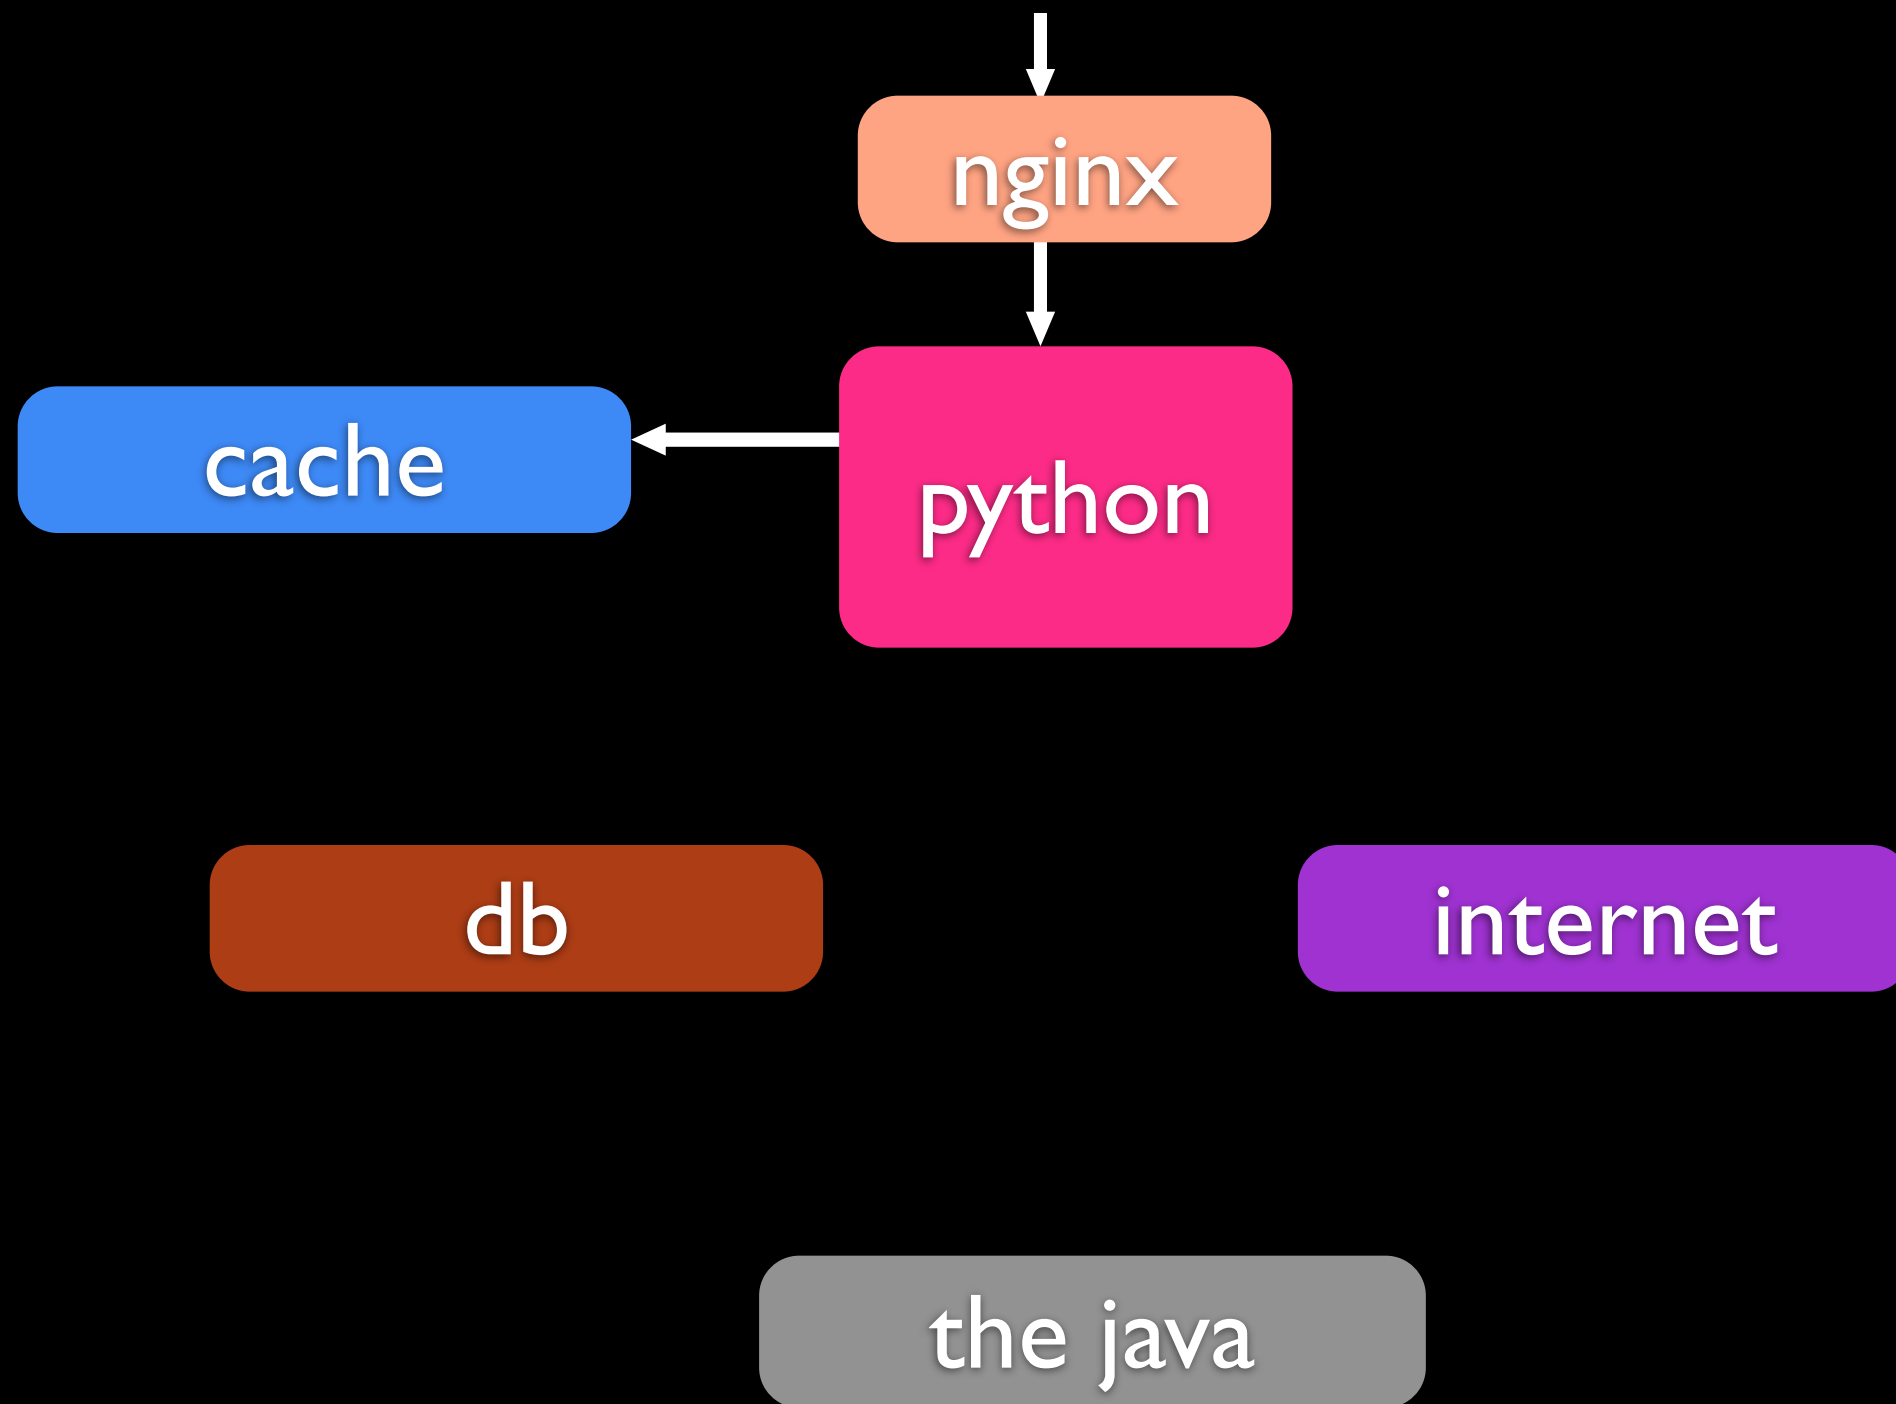 nginx
cache
python
db
internet
the java